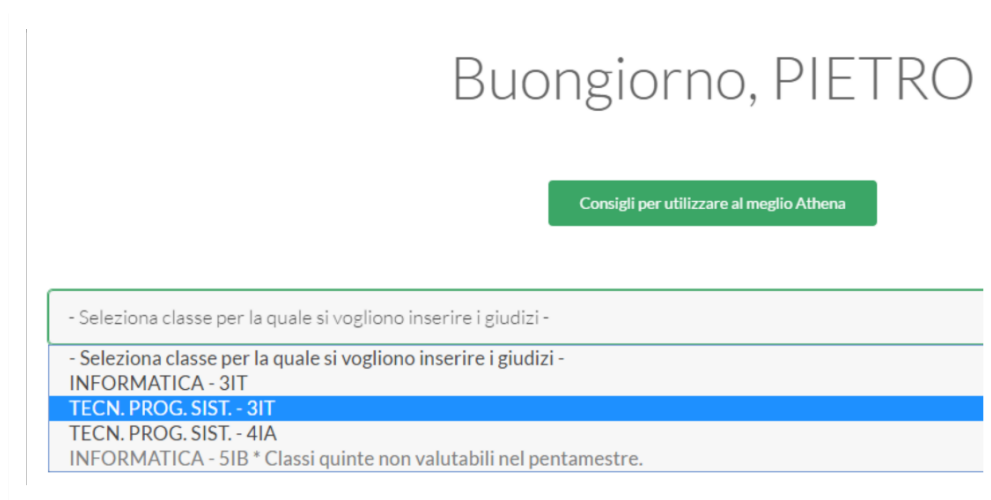 Buongiorno, PIETRO
Consigli per utilizzare al meglio Athena
- Seleziona classe per la quale si vogliono inserire i giudizi -
- Seleziona classe per la quale si vogliono inserire i giudizi -
INFORMATICA - 3IT
TECN. PROG. SIST. - 3IT
TECN. PROG. SIST. - 4IA
INFORMATICA - 5IB * Classi quinte non valutabili nel pentamestre.